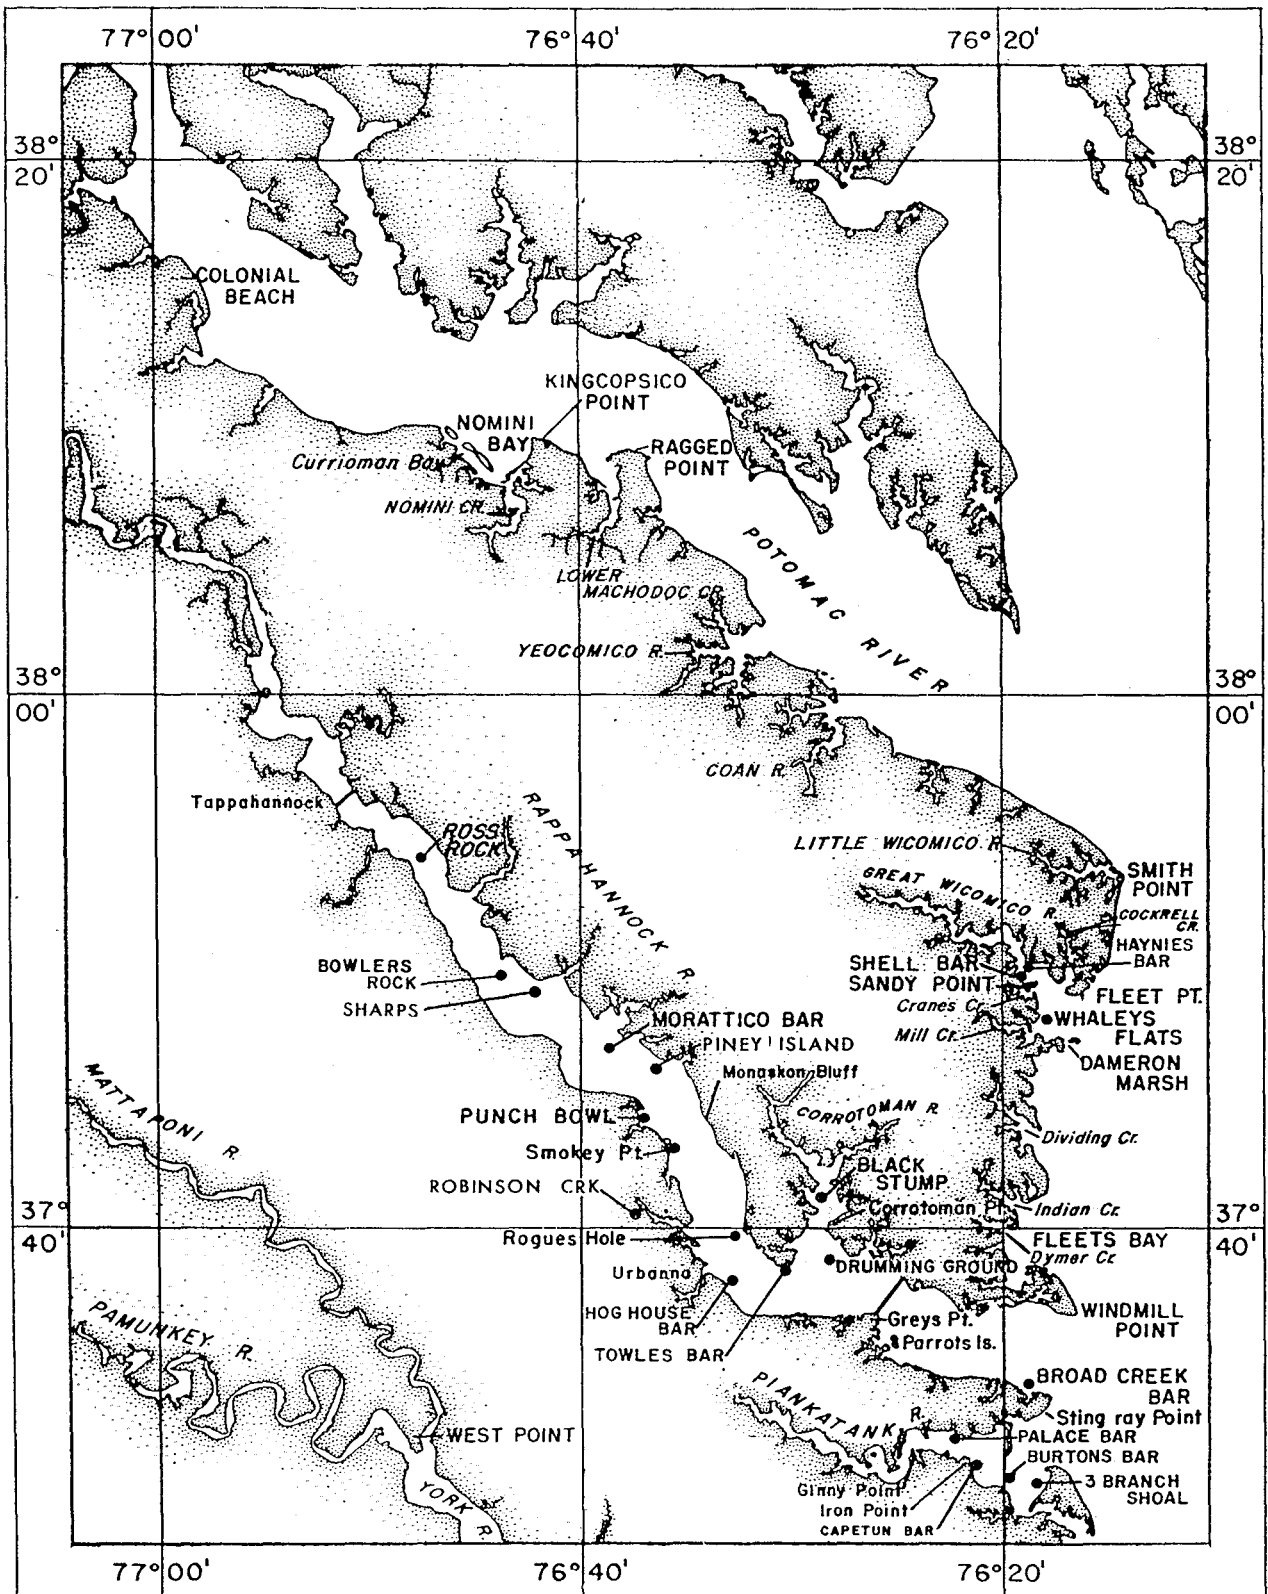 77°00'
76°40'
76°20'
38°
20'
38°
20'
COLONIAL
BEACH
KINGCOPSICO
POINT
NOMINI
BAY
RAGGED
POINT
Currioman Bay
NOMINI CR.
POTOMAC RIVER
LOWER
MACHODOC CR.
YEOCOMICO R.
38°
00'
38°
00'
COAN R.
Tappahannock
ROSS
ROCK
RAPPAHANNOCK R.
LITTLE WICOMICO R.
GREAT WICOMICO R.
SMITH
POINT
COCKRELL
CR.
HAYNIES
BAR
BOWLERS
ROCK
SHARPS
SHELL BAR
SANDY POINT
Cranes Cr.
FLEET PT.
MORATTICO BAR
WHALEYS
FLATS
Mill Cr.
PINEY ISLAND
DAMERON
MARSH
Monaskon Bluff
MATTAPONI R.
PUNCH BOWL
CORROTOMAN R.
Smokey Pt.
Dividing Cr.
BLACK
STUMP
ROBINSON CRK
Corrotoman Pt.
Indian Cr.
37°
40'
37°
40'
Rogues Hole
FLEETS BAY
Dymer Cr.
DRUMMING GROUND
Urbanna
HOG HOUSE
BAR
TOWLES BAR
Greys Pt.
Parrots Is.
WINDMILL
POINT
PAMUNKEY R.
PIANKATANK R.
BROAD CREEK
BAR
Sting ray Point
PALACE BAR
WEST POINT
BURTONS BAR
3 BRANCH
SHOAL
YORK R.
Ginny Point
Iron Point
CAPETUN BAR
77°00'
76°40'
76°20'